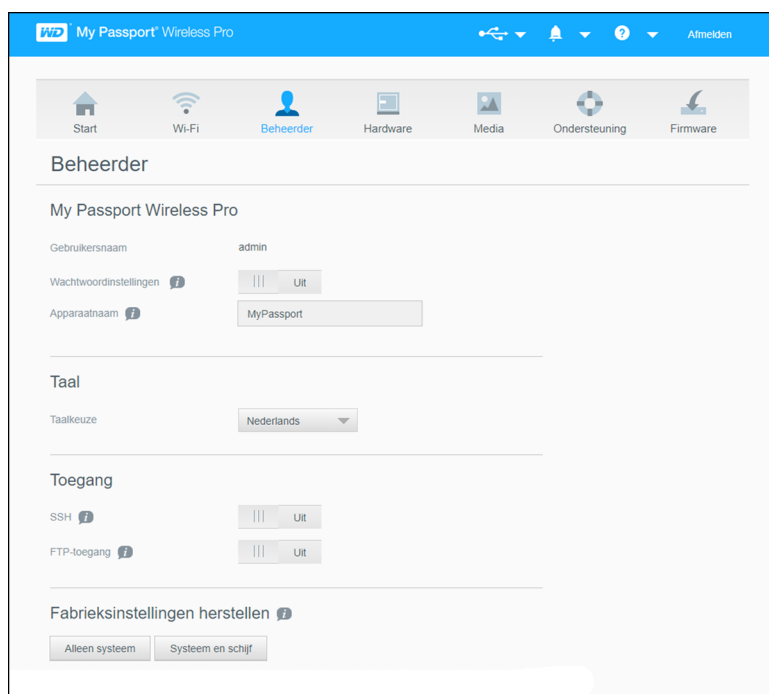 WD My Passport® Wireless Pro
Afmelden
Start Wi-Fi Beheerder Hardware Media Ondersteuning Firmware
Beheerder
My Passport Wireless Pro
Gebruikersnaam admin
Wachtwoordinstellingen i Uit
Apparaatnaam i MyPassport
Taal
Taalkeuze Nederlands
Toegang
SSH i Uit
FTP-toegang i Uit
Fabrieksinstellingen herstellen i
Alleen systeem Systeem en schijf